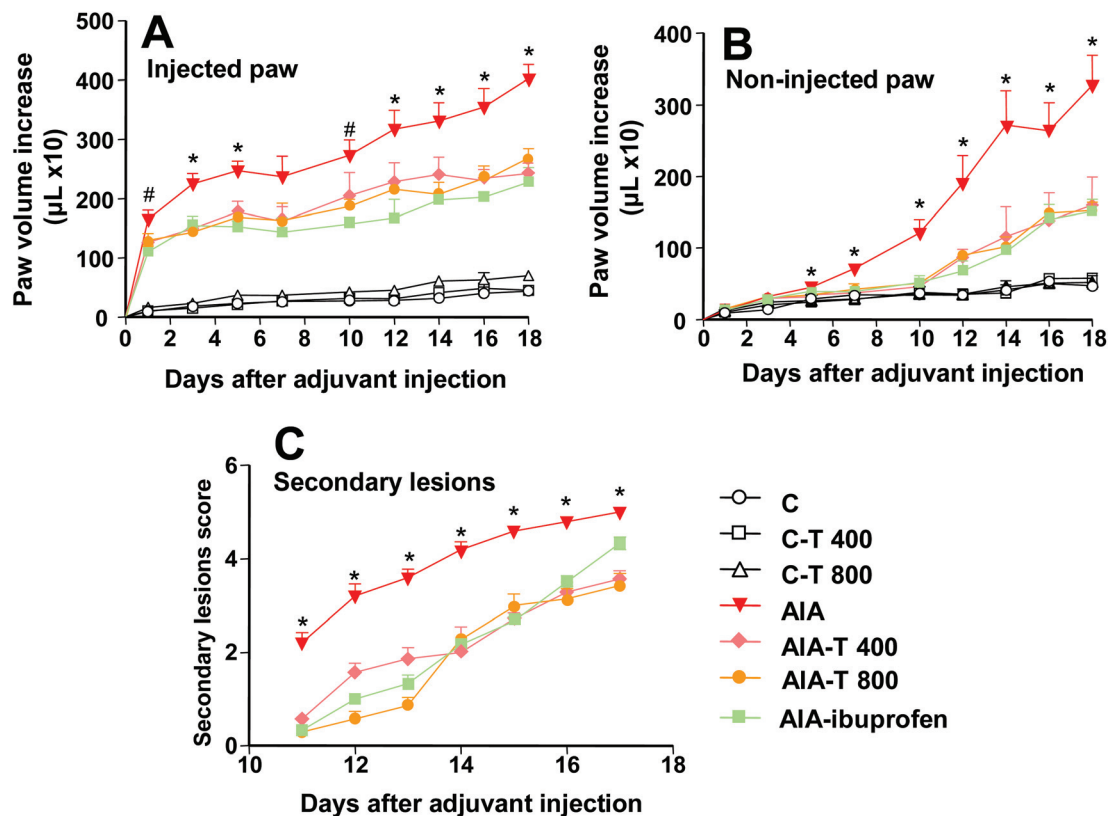 A
Injected paw
Paw volume increase
(µL x10)
500
400
300
200
100
0
# * * # * * * * *
0 2 4 6 8 10 12 14 16 18
Days after adjuvant injection
B
Non-injected paw
Paw volume increase
(µL x10)
400
300
200
100
0
* * * * * * *
0 2 4 6 8 10 12 14 16 18
Days after adjuvant injection
C
Secondary lesions
Secondary lesions score
6
4
2
0
* * * * * * *
10 12 14 16 18
Days after adjuvant injection
C
C-T 400
C-T 800
AIA
AIA-T 400
AIA-T 800
AIA-ibuprofen